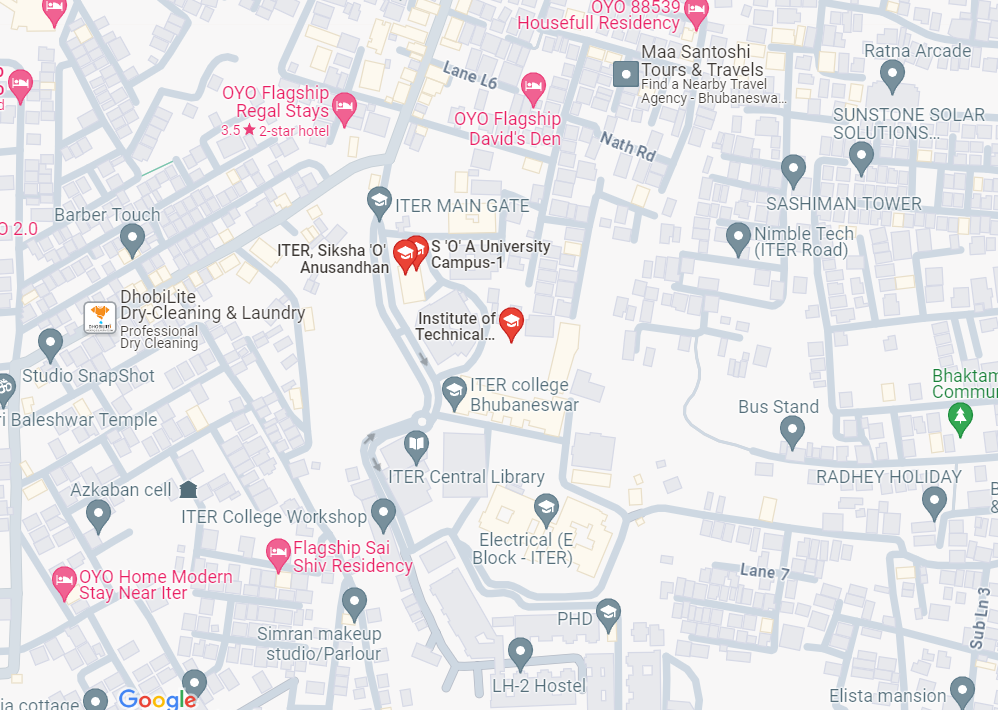 OYO 88539
Housefull Residency
Maa Santoshi
Tours & Travels
Find a Nearby Travel
Agency - Bhubaneswa...
Ratna Arcade
Lane L6
OYO Flagship
Regal Stays
3.5★ 2-star hotel
OYO Flagship
David's Den
SUNSTONE SOLAR
SOLUTIONS...
Nath Rd
SASHIMAN TOWER
ITER MAIN GATE
Barber Touch
O 2.0
Nimble Tech
(ITER Road)
ITER, Siksha 'O'
Anusandhan
S 'O' A University
Campus-1
DhobiLite
Dry-Cleaning & Laundry
Professional
Dry Cleaning
Institute of
Technical...
Studio SnapShot
ITER college
Bhubaneswar
Bhaktam
Commu
ri Baleshwar Temple
Bus Stand
ITER Central Library
RADHEY HOLIDAY
Azkaban cell
B
&
ITER College Workshop
Electrical (E
Block - ITER)
Flagship Sai
Shiv Residency
OYO Home Modern
Stay Near Iter
Lane 7
Sub Ln 3
PHD
Simran makeup
studio/Parlour
LH-2 Hostel
Elista mansion
ia cottage
Google